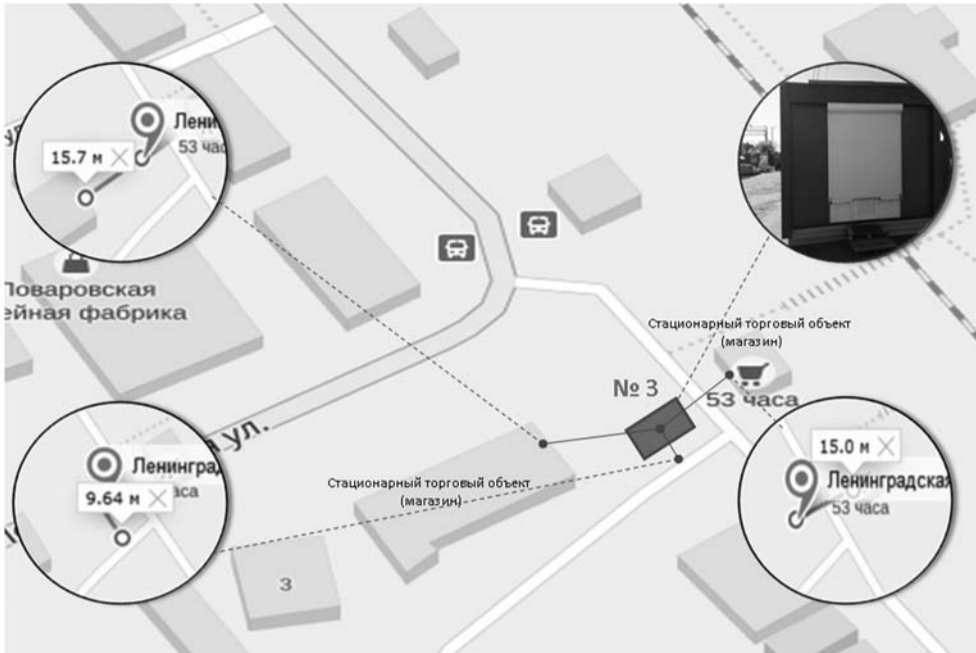 Ленин
53 час
15.7 м
Поваровская
ейная фабрика
Стационарный торговый объект
(магазин)
№ 3
53 часа
а ул.
Ленинград
аса
9.64 м
Стационарный торговый объект
(магазин)
15.0 м
Ленинградская
53 часа
3